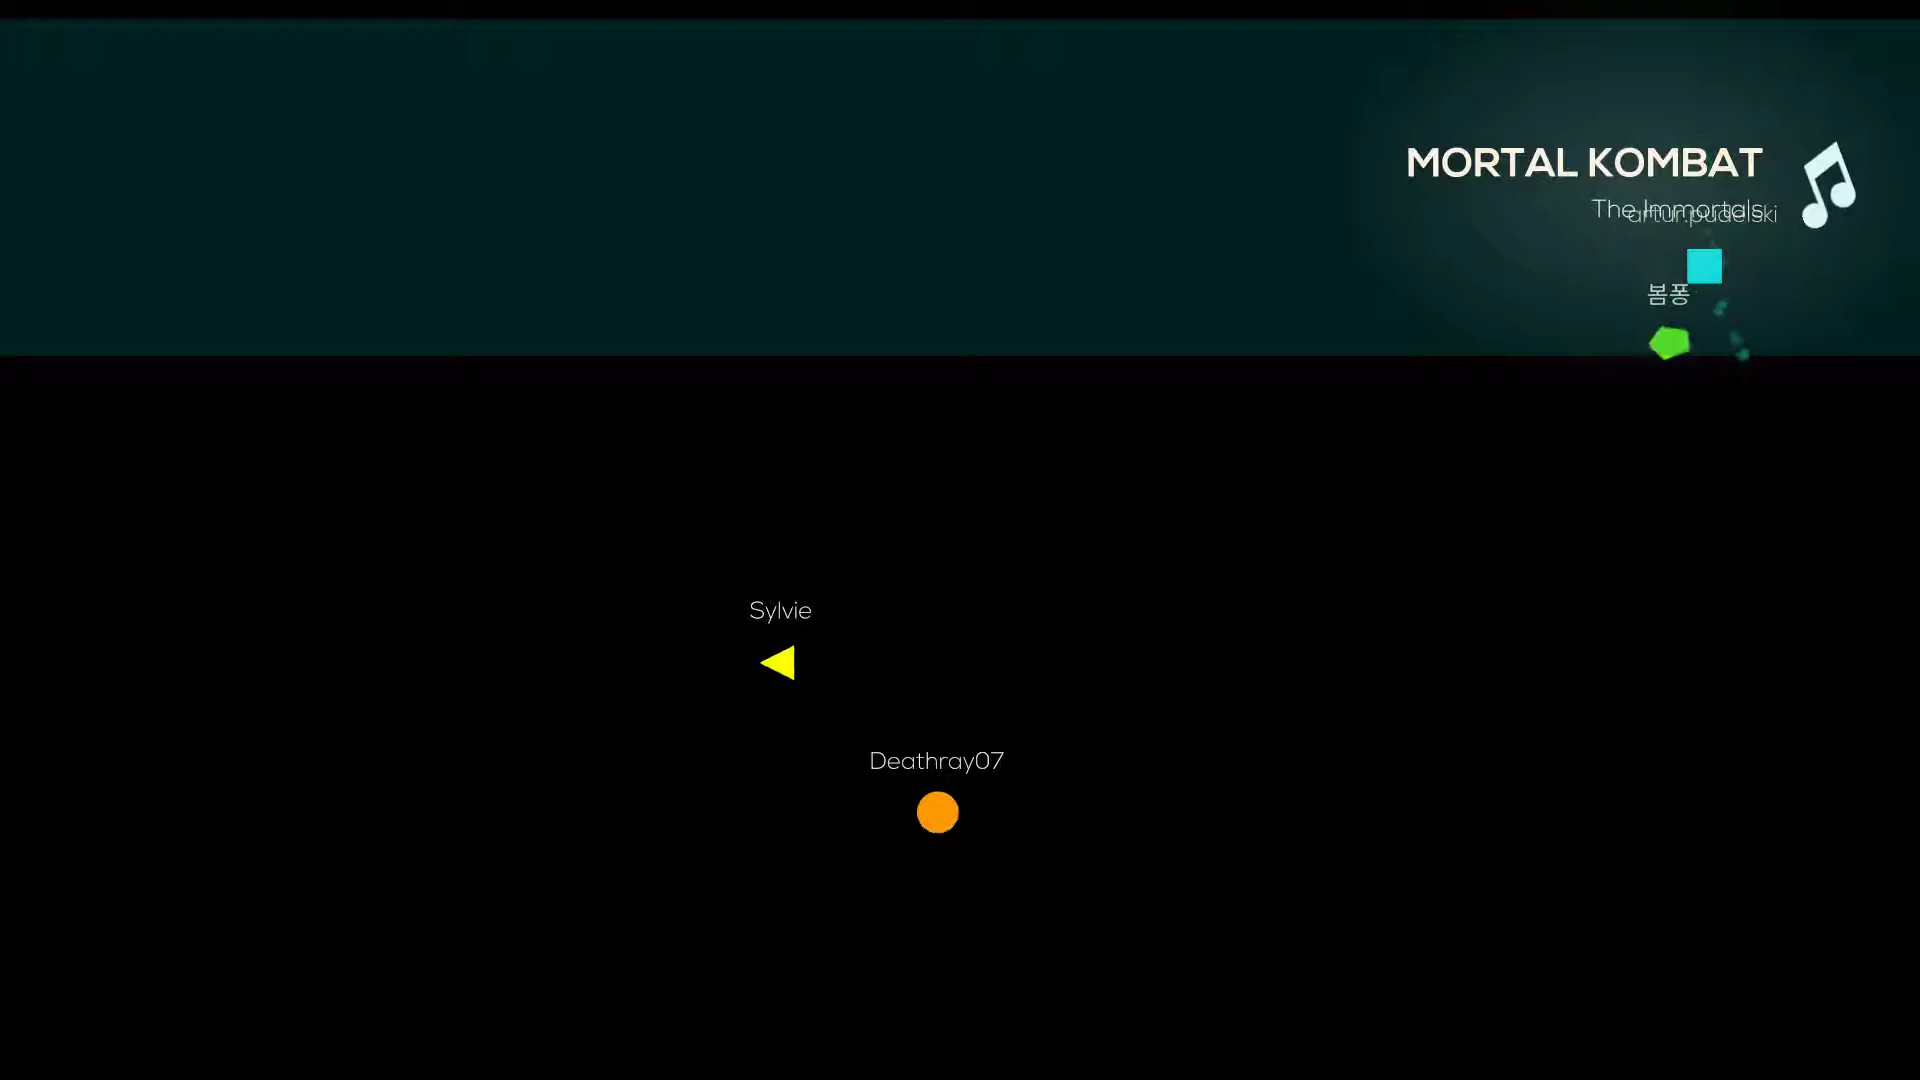 MORTAL KOMBAT
The Immortals
artur.pudelski
봄퐁
Sylvie
Deathray07